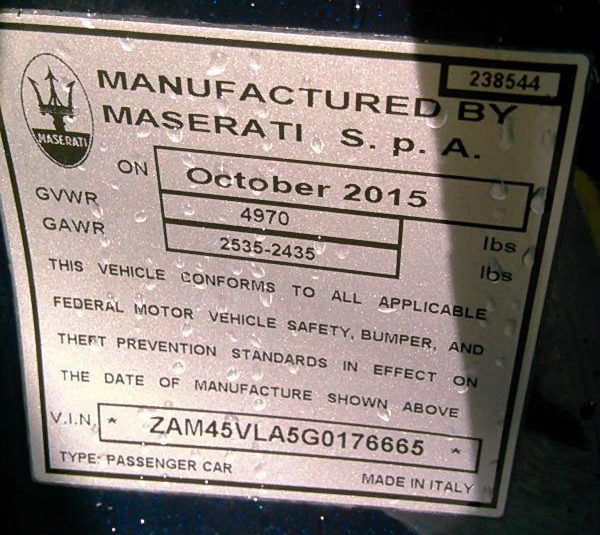 238544
MANUFACTURED BY
MASERATI S. p. A.
MASERATI
ON October 2015
GVWR 4970 lbs
GAWR 2535-2435 lbs
THIS VEHICLE CONFORMS TO ALL APPLICABLE
FEDERAL MOTOR VEHICLE SAFETY, BUMPER, AND
THEFT PREVENTION STANDARDS IN EFFECT ON
THE DATE OF MANUFACTURE SHOWN ABOVE
V.I.N. * ZAM45VLA5G0176665 *
TYPE: PASSENGER CAR MADE IN ITALY